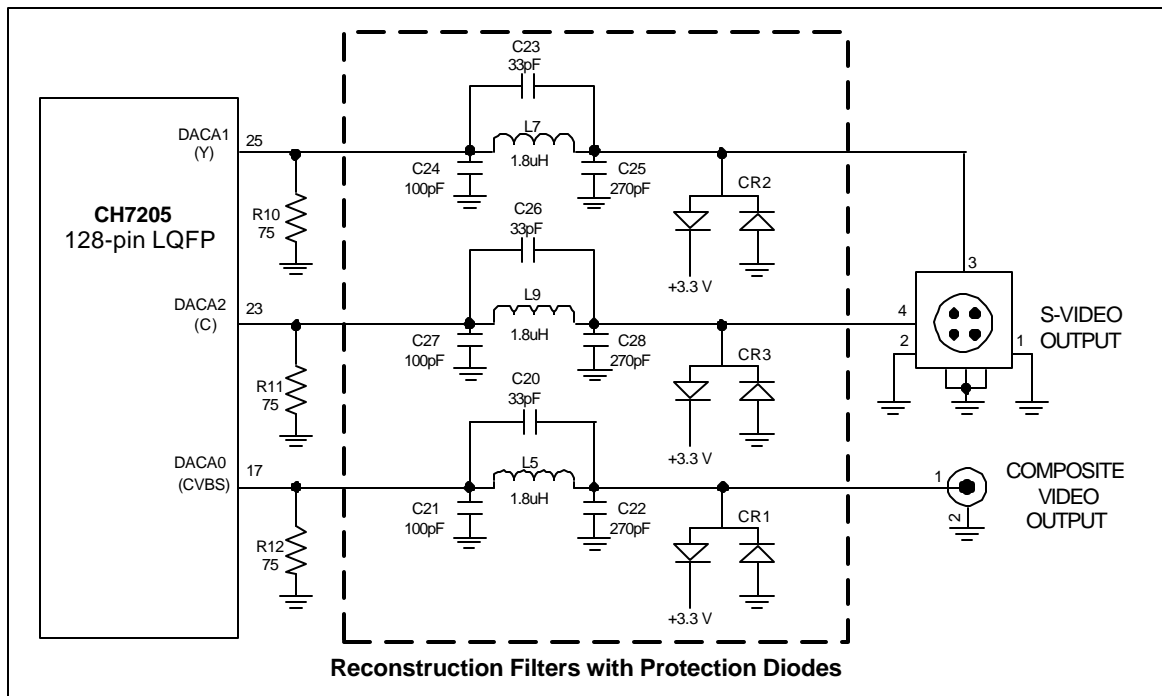 C23
33pF
DACA1
(Y)
25
L7
1.8uH
C24
100pF
C25
270pF
CR2
R10
75
+3.3 V
CH7205
128-pin LQFP
C26
33pF
DACA2
(C)
23
L9
1.8uH
C27
100pF
C28
270pF
CR3
R11
75
+3.3 V
3
4
2
1
S-VIDEO
OUTPUT
C20
33pF
DACA0
(CVBS)
17
L5
1.8uH
C21
100pF
C22
270pF
CR1
R12
75
+3.3 V
1
2
COMPOSITE
VIDEO
OUTPUT
Reconstruction Filters with Protection Diodes